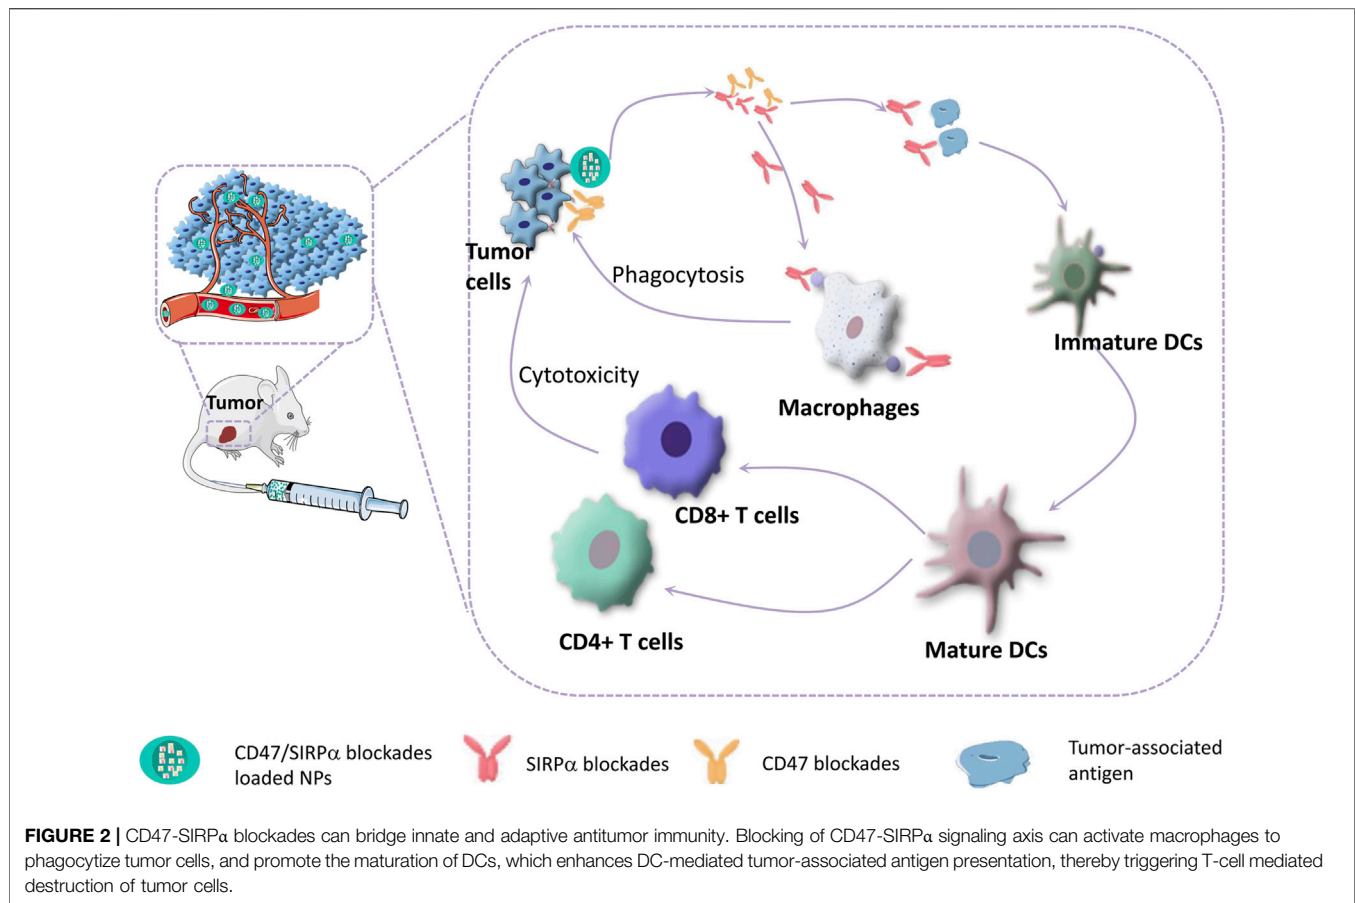 Tumor
cells
Phagocytosis
Immature DCs
Cytotoxicity
Macrophages
Tumor
CD8+ T cells
CD4+ T cells
Mature DCs
CD47/SIRPα blockades
loaded NPs
SIRPα blockades
CD47 blockades
Tumor-associated
antigen
FIGURE 2 | CD47-SIRPα blockades can bridge innate and adaptive antitumor immunity. Blocking of CD47-SIRPα signaling axis can activate macrophages to
phagocytize tumor cells, and promote the maturation of DCs, which enhances DC-mediated tumor-associated antigen presentation, thereby triggering T-cell mediated
destruction of tumor cells.